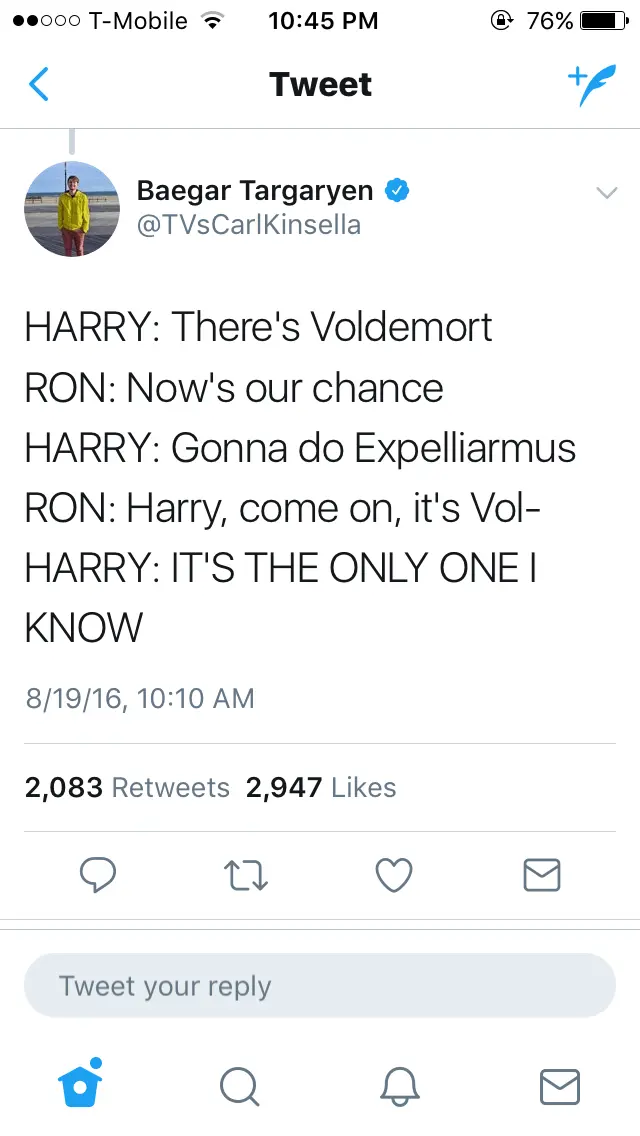 T-Mobile 10:45 PM 76%
Tweet
Baegar Targaryen
@TVsCarlKinsella
HARRY: There's Voldemort
RON: Now's our chance
HARRY: Gonna do Expelliarmus
RON: Harry, come on, it's Vol-
HARRY: IT'S THE ONLY ONE I
KNOW
8/19/16, 10:10 AM
2,083 Retweets 2,947 Likes
Tweet your reply